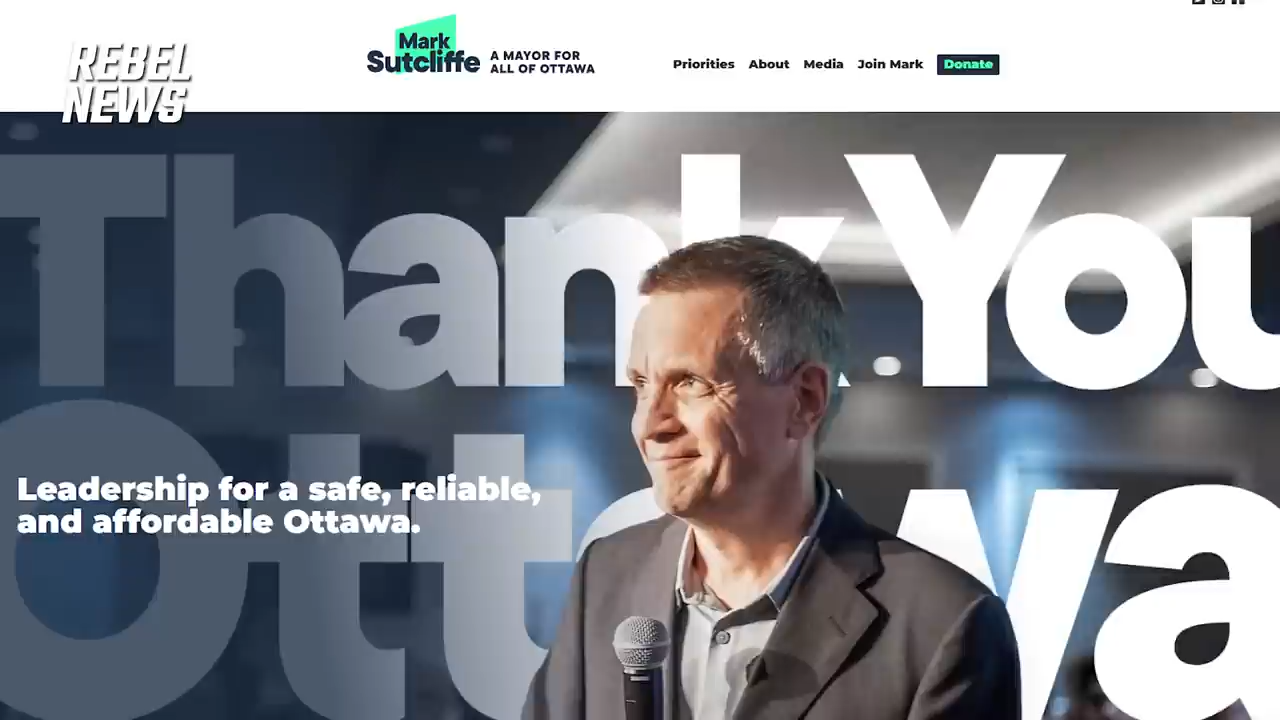 REBEL
NEWS
Mark
Sutcliffe
A MAYOR FOR
ALL OF OTTAWA
Priorities About Media Join Mark Donate
Thank You
Ottawa
Leadership for a safe, reliable,
and affordable Ottawa.